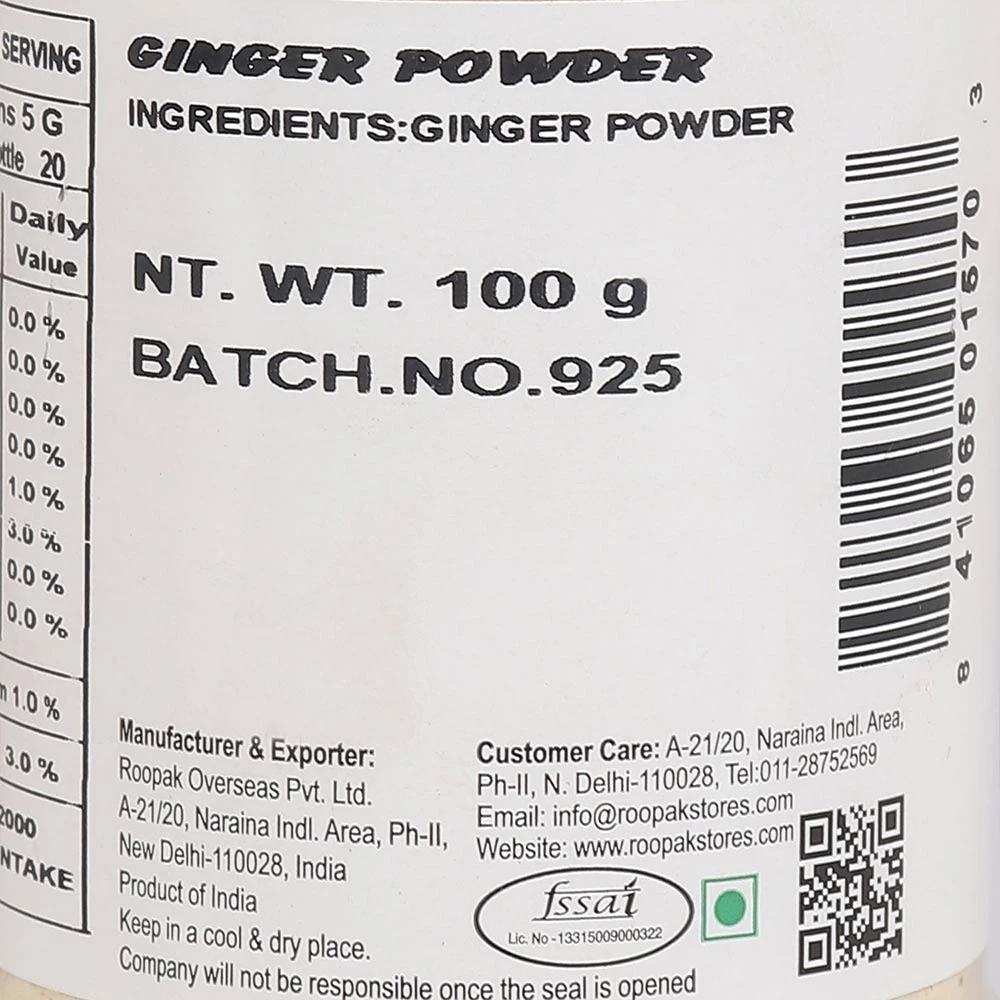 SERVING
5 G
20
Daily
Value
0.0 %
0.0 %
0.0 %
0.0 %
1.0 %
3.0 %
0.0 %
0.0 %
1.0 %
3.0 %
2000
GINGER POWDER
INGREDIENTS:GINGER POWDER
NT. WT. 100 g
BATCH.NO.925
8 41065 01570 3
Manufacturer & Exporter:
Roopak Overseas Pvt. Ltd.
A-21/20, Naraina Indl. Area, Ph-II,
New Delhi-110028, India
Product of India
Keep in a cool & dry place.
Company will not be responsible once the seal is opened
Customer Care: A-21/20, Naraina Indl. Area,
Ph-II, N. Delhi-110028, Tel:011-28752569
Email: info@roopakstores.com
Website: www.roopakstores.com
fssai
Lic. No -13315009000322